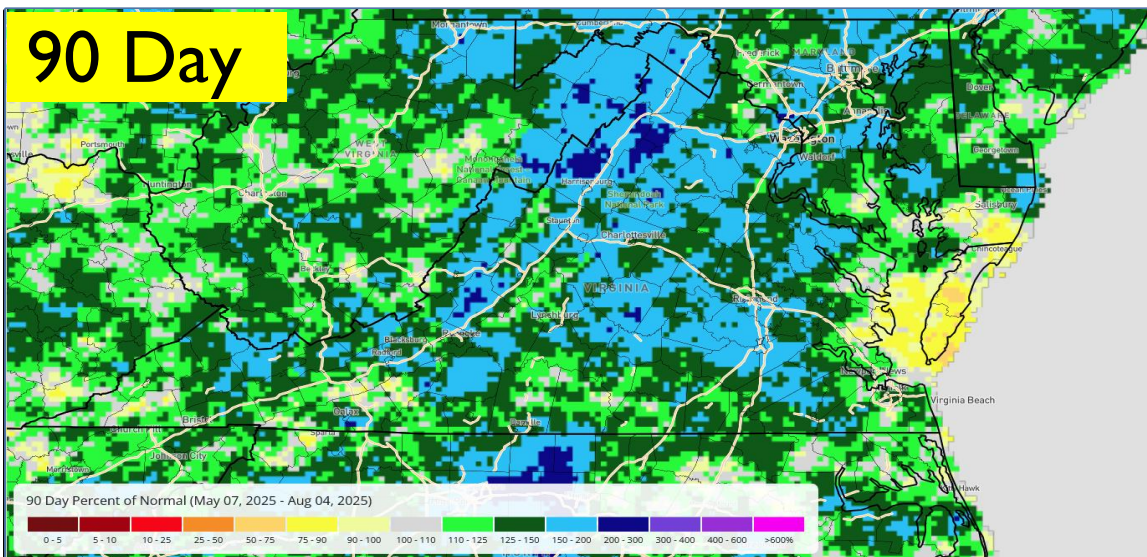 90 Day
Morgantown
Frederick
MARYLAND
Baltimore
Germantown
Annapolis
Dover
DELAWARE
Washington
Waldorf
Georgetown
Portsmouth
WEST
VIRGINIA
Huntington
Charleston
Monongahela
National Forest
Harrisonburg
Shenandoah
National Park
Salisbury
Staunton
Charlottesville
Chincoteague
Beckley
VIRGINIA
Richmond
Lynchburg
Roanoke
Blacksburg
Radford
Newport News
Virginia Beach
Galax
Bristol
Danville
Church Hill
Sparta
Johnson City
Morristown
Kitty Hawk
90 Day Percent of Normal (May 07, 2025 - Aug 04, 2025)
0 - 5 5 - 10 10 - 25 25 - 50 50 - 75 75 - 90 90 - 100 100 - 110 110 - 125 125 - 150 150 - 200 200 - 300 300 - 400 400 - 600 >600%